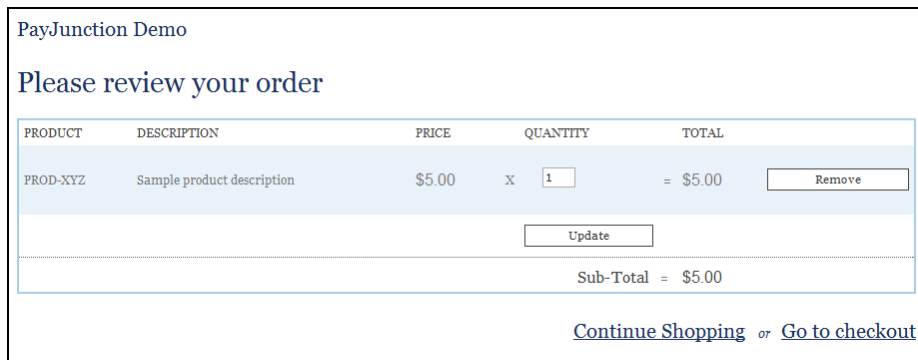 PayJunction Demo
Please review your order
PRODUCT DESCRIPTION PRICE QUANTITY TOTAL
PROD-XYZ Sample product description $5.00 X 1 = $5.00 Remove
Update
Sub-Total = $5.00
Continue Shopping or Go to checkout